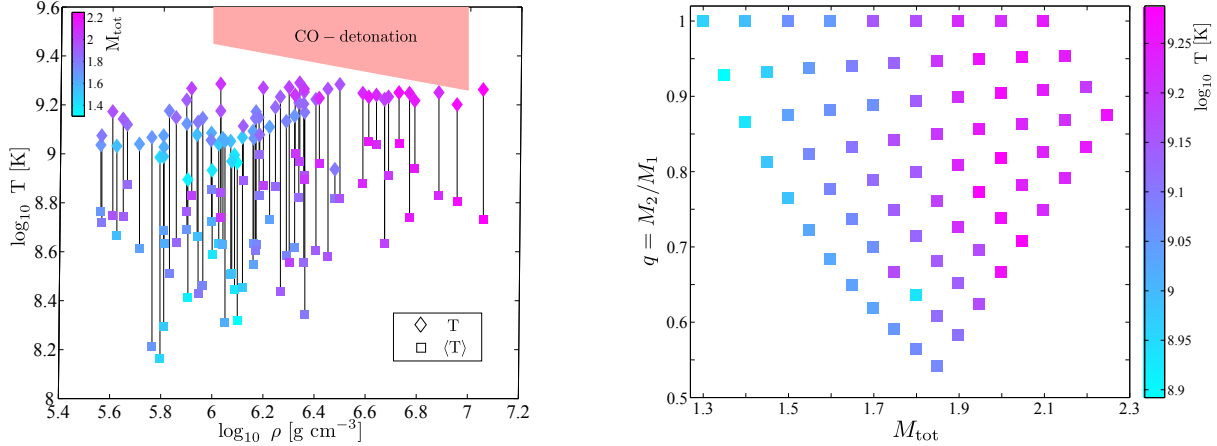 9.6
9.4
9.2
9
8.8
8.6
8.4
8.2
8
log₁₀ T [K]
2.2
2
1.8
1.6
1.4
M_tot
CO − detonation
T
⟨T⟩
5.4 5.6 5.8 6 6.2 6.4 6.6 6.8 7 7.2
log₁₀ ρ [g cm⁻³]
1
0.9
0.8
0.7
0.6
0.5
q = M₂/M₁
1.3 1.5 1.7 1.9 2.1 2.3
M_tot
9.25
9.2
9.15
9.1
9.05
9
8.95
8.9
log₁₀ T [K]